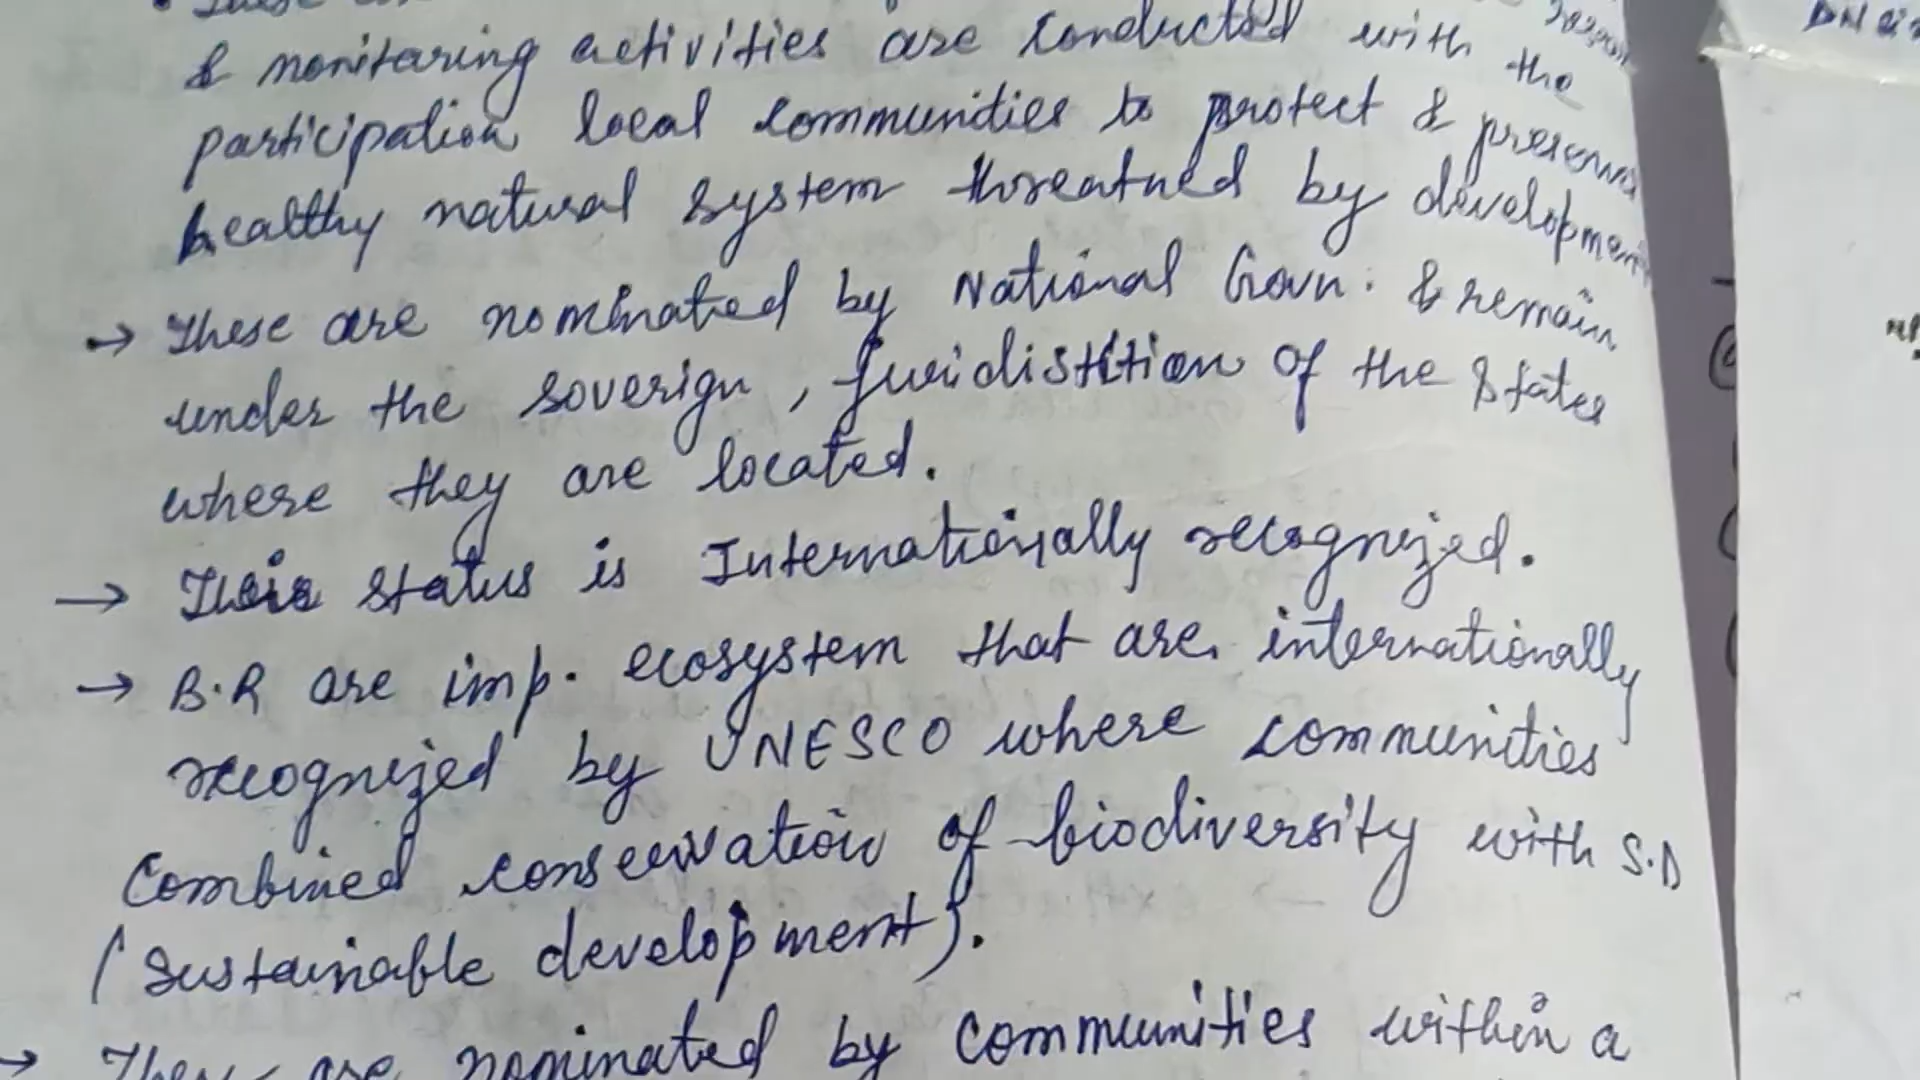 These
& monitaring activities are conducted with the
participation local communities to protect & preserve
healthy natural system threatned by development
→ These are nominated by National Govn. & remain
under the soverign, juridistition of the states
where they are located.
→ Their status is Internationally recognized.
→ B.R are imp. ecosystem that are internationally
recognized by UNESCO where communities
Combined conservation of biodiversity with S.D
(sustainable development).
→ They are nominated by communities within a